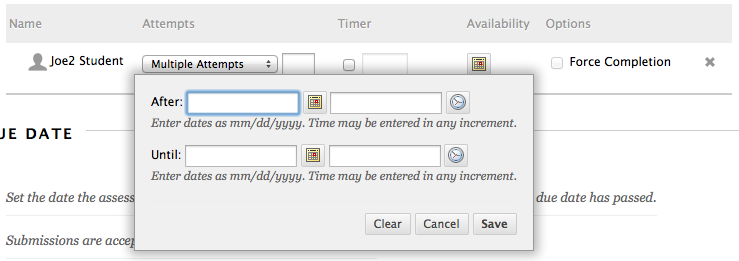 Name Attempts Timer Availability Options
Joe2 Student Multiple Attempts Force Completion
After:
Enter dates as mm/dd/yyyy. Time may be entered in any increment.
UE DATE
Until:
Enter dates as mm/dd/yyyy. Time may be entered in any increment.
Set the date the assess due date has passed.
Clear Cancel Save
Submissions are accep